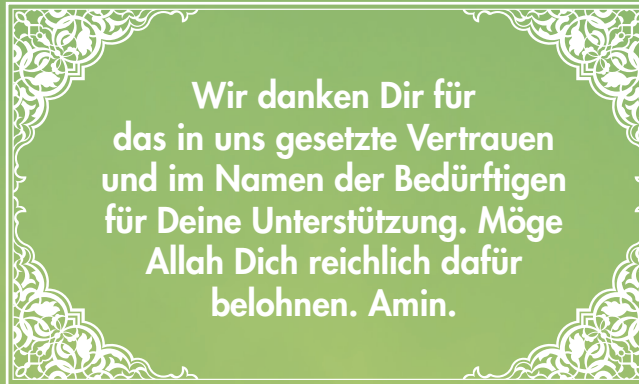 Wir danken Dir für
das in uns gesetzte Vertrauen
und im Namen der Bedürftigen
für Deine Unterstützung. Möge
Allah Dich reichlich dafür
belohnen. Amin.